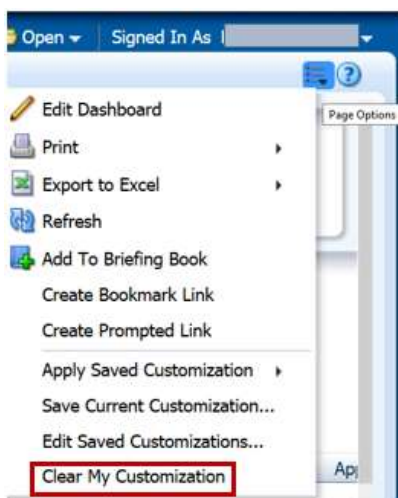 Open
Signed In As
Page Options
Edit Dashboard
Print
Export to Excel
Refresh
Add To Briefing Book
Create Bookmark Link
Create Prompted Link
Apply Saved Customization
Save Current Customization...
Edit Saved Customizations...
Clear My Customization